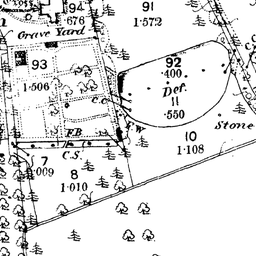 94
676
91
1.572
Grave Yard
93
1.506
92
.400
Def.
11
.550
C.C.
F.W.
F.B.
C.S.
Stone
10
1.108
7
.009
8
1.010